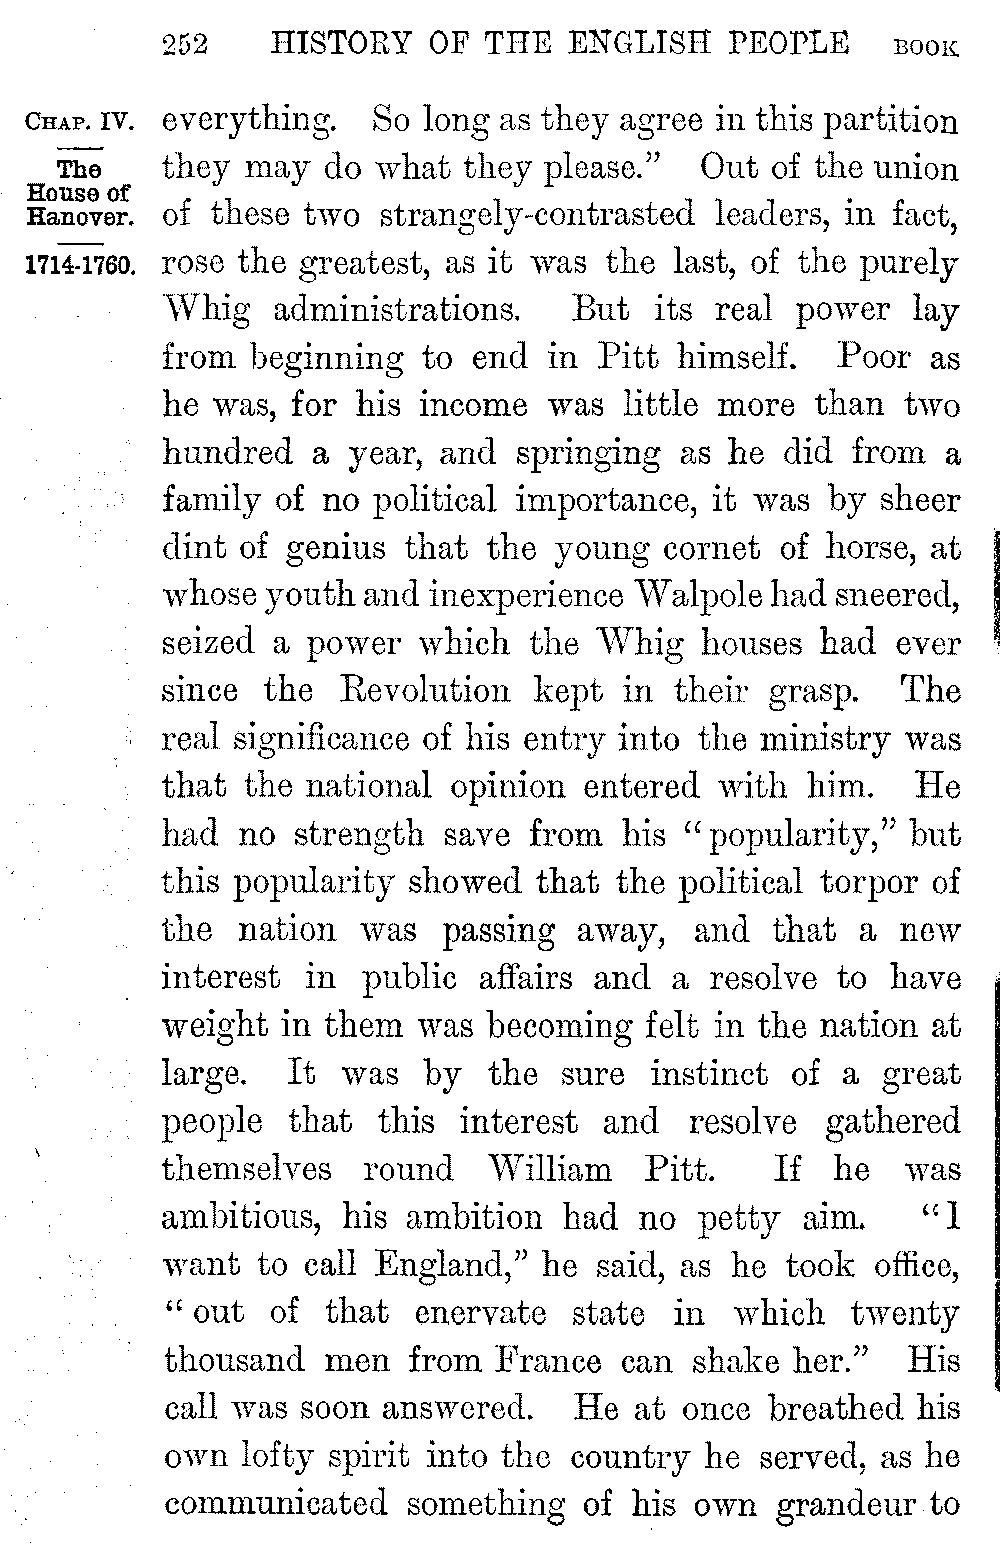 252 HISTORY OF THE ENGLISH PEOPLE BOOK
CHAP. IV.
The
House of
Hanover.
1714-1760.
everything. So long as they agree in this partition
they may do what they please.” Out of the union
of these two strangely-contrasted leaders, in fact,
rose the greatest, as it was the last, of the purely
Whig administrations. But its real power lay
from beginning to end in Pitt himself. Poor as
he was, for his income was little more than two
hundred a year, and springing as he did from a
family of no political importance, it was by sheer
dint of genius that the young cornet of horse, at
whose youth and inexperience Walpole had sneered,
seized a power which the Whig houses had ever
since the Revolution kept in their grasp. The
real significance of his entry into the ministry was
that the national opinion entered with him. He
had no strength save from his “popularity,” but
this popularity showed that the political torpor of
the nation was passing away, and that a new
interest in public affairs and a resolve to have
weight in them was becoming felt in the nation at
large. It was by the sure instinct of a great
people that this interest and resolve gathered
themselves round William Pitt. If he was
ambitious, his ambition had no petty aim. “I
want to call England,” he said, as he took office,
“out of that enervate state in which twenty
thousand men from France can shake her.” His
call was soon answered. He at once breathed his
own lofty spirit into the country he served, as he
communicated something of his own grandeur to